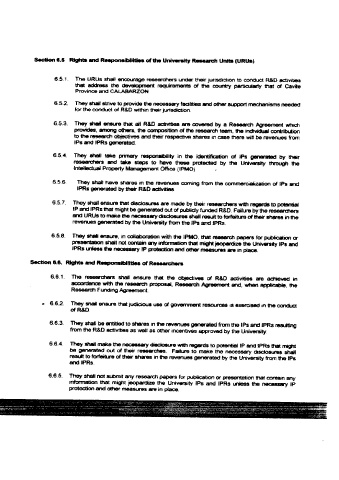 Section 6.5 Rights and Responsibilities of the University Research Units (URUs)
6.5.1. The URUs shall encourage researchers under their jurisdiction to conduct R&D activities
that address the development requirements of the country particularly that of Cavite
Province and CALABARZON
6.5.2. They shall strive to provide the necessary facilities and other support mechanisms needed
for the conduct of R&D within their jurisdiction.
6.5.3. They shall ensure that all R&D activities are covered by a Research Agreement which
provides, among others, the composition of the research team, the individual contribution
to the research objectives and their respective shares in case there will be revenues from
IPs and IPRs generated.
6.5.4. They shall take primary responsibility in the identification of IPs generated by their
researchers and take steps to have these protected by the University through the
Intellectual Property Management Office (IPMO)
6.5.6 They shall have shares in the revenues coming from the commercialization of IPs and
IPRs generated by their R&D activities
6.5.7. They shall ensure that disclosures are made by their researchers with regards to potential
IP and IPRs that might be generated out of publicly funded R&D. Failure by the researchers
and URUs to make the necessary disclosures shall result to forfeiture of their shares in the
revenues generated by the University from the IPs and IPRs.
6.5.8. They shall ensure, in collaboration with the IPMO, that research papers for publication or
presentation shall not contain any information that might jeopardize the University IPs and
IPRs unless the necessary IP protection and other measures are in place.
Section 6.6. Rights and Responsibilities of Researchers
6.6.1. The researchers shall ensure that the objectives of R&D activities are achieved in
accordance with the research proposal, Research Agreement and, when applicable, the
Research Funding Agreement
6.6.2. They shall ensure that judicious use of government resources is exercised in the conduct
of R&D
6.6.3. They shall be entitled to shares in the revenues generated from the IPs and IPRs resulting
from the R&D activities as well as other incentives approved by the University
6.6.4. They shall make the necessary disclosure with regards to potential IP and IPRs that might
be generated out of their researches. Failure to make the necessary disclosures shall
result to forfeiture of their shares in the revenues generated by the University from the IPs
and IPRs
6.6.5. They shall not submit any research papers for publication or presentation that contain any
information that might jeopardize the University IPs and IPRs unless the necessary IP
protection and other measures are in place.